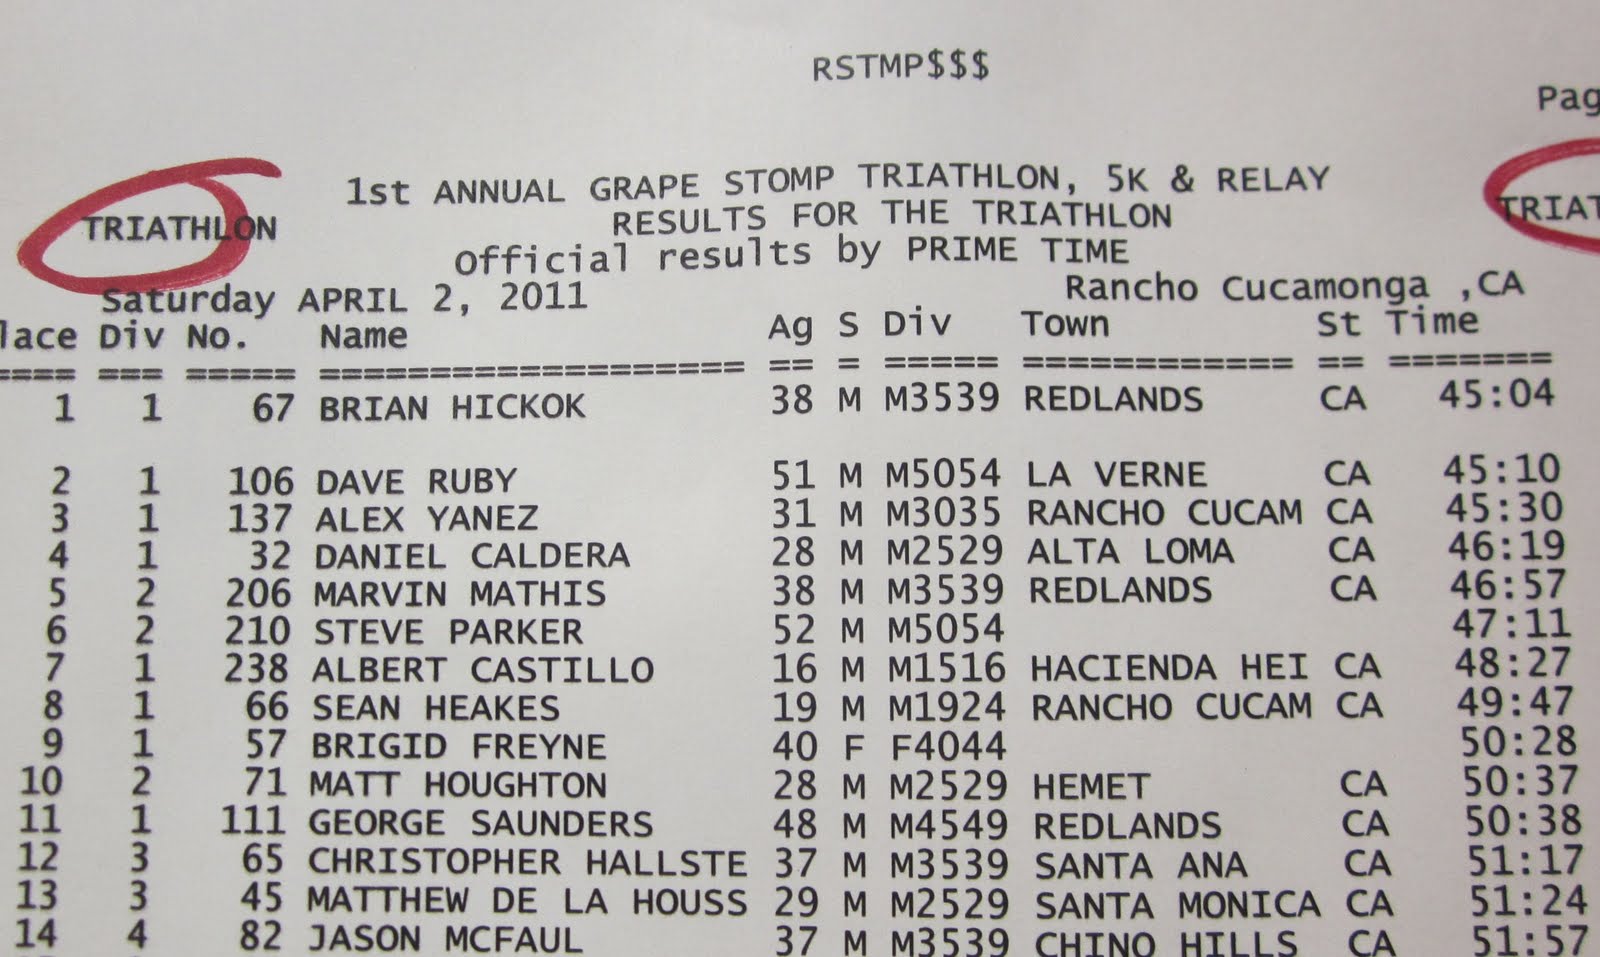 RSTMP$$$
Pag
1st ANNUAL GRAPE STOMP TRIATHLON, 5K & RELAY
TRIATHLON RESULTS FOR THE TRIATHLON TRIAT
Official results by PRIME TIME
Saturday APRIL 2, 2011 Rancho Cucamonga ,CA
lace Div No. Name Ag S Div Town St Time
==== === ===== =================== == = ===== ============ == =======
1 1 67 BRIAN HICKOK 38 M M3539 REDLANDS CA 45:04
2 1 106 DAVE RUBY 51 M M5054 LA VERNE CA 45:10
3 1 137 ALEX YANEZ 31 M M3035 RANCHO CUCAM CA 45:30
4 1 32 DANIEL CALDERA 28 M M2529 ALTA LOMA CA 46:19
5 2 206 MARVIN MATHIS 38 M M3539 REDLANDS CA 46:57
6 2 210 STEVE PARKER 52 M M5054 47:11
7 1 238 ALBERT CASTILLO 16 M M1516 HACIENDA HEI CA 48:27
8 1 66 SEAN HEAKES 19 M M1924 RANCHO CUCAM CA 49:47
9 1 57 BRIGID FREYNE 40 F F4044 50:28
10 2 71 MATT HOUGHTON 28 M M2529 HEMET CA 50:37
11 1 111 GEORGE SAUNDERS 48 M M4549 REDLANDS CA 50:38
12 3 65 CHRISTOPHER HALLSTE 37 M M3539 SANTA ANA CA 51:17
13 3 45 MATTHEW DE LA HOUSS 29 M M2529 SANTA MONICA CA 51:24
14 4 82 JASON MCFAUL 37 M M3539 CHINO HILLS CA 51:57